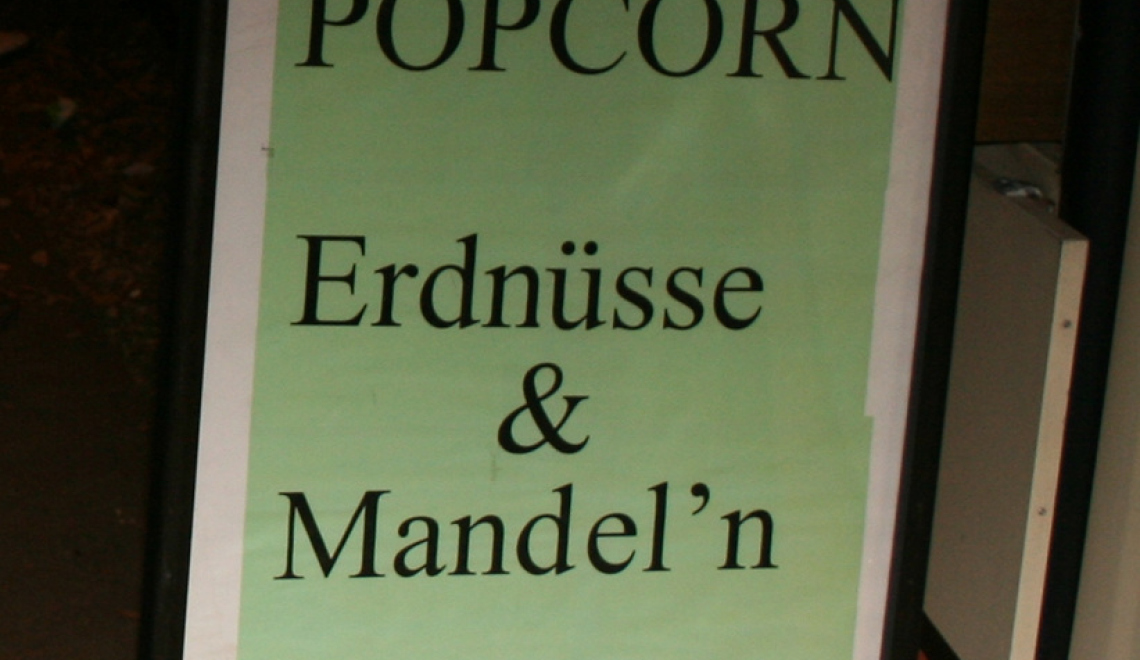 POPCORN
Erdnüsse
&
Mandel’n